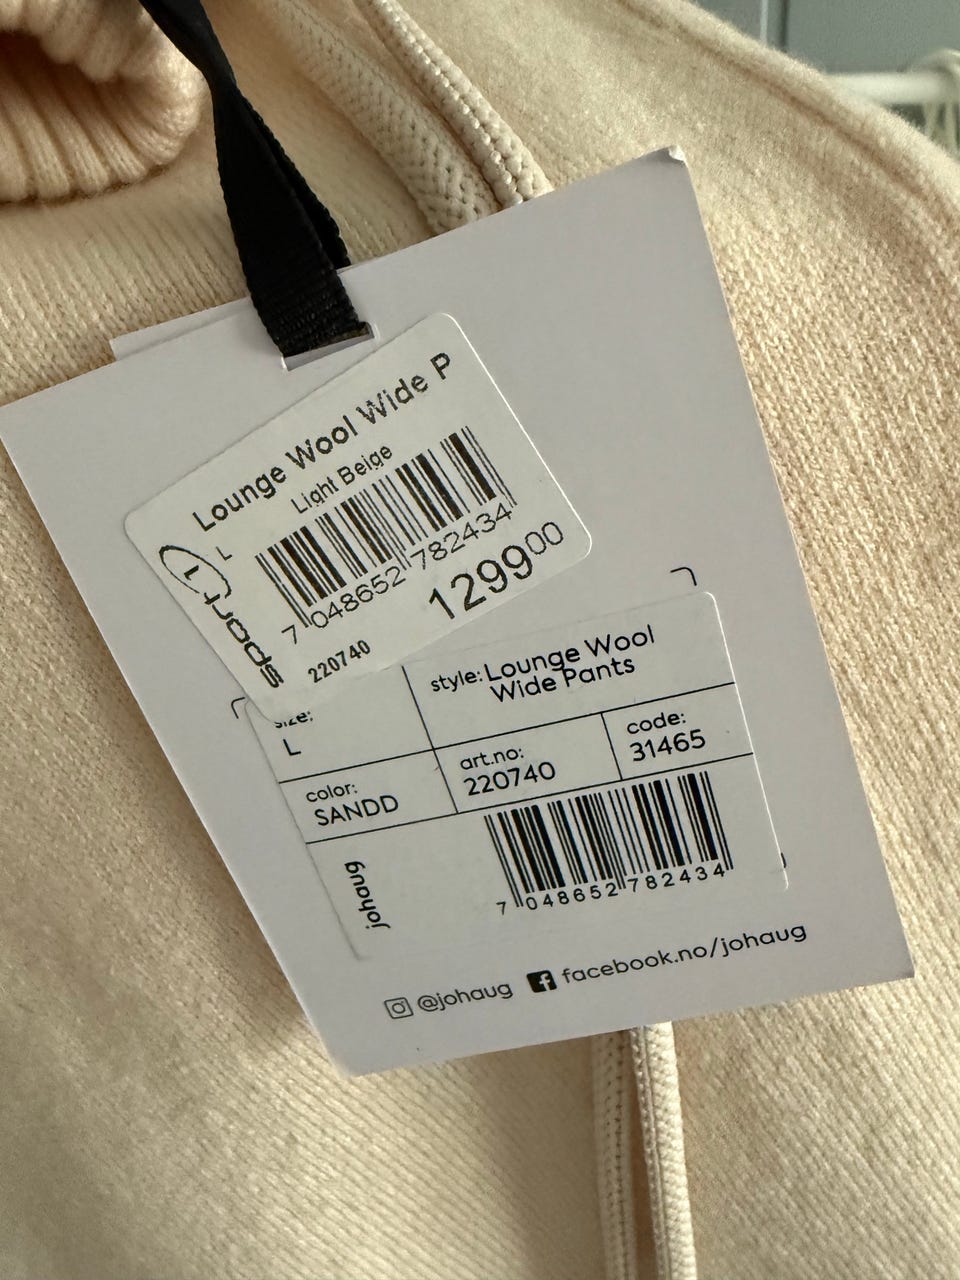 Lounge Wool Wide P
Light Beige
L
7 048652 782434
1299 00
220740
sport 1
size:
L
style: Lounge Wool
Wide Pants
color:
SANDD
art.no:
220740
code:
31465
johaug
7 048652 782434
@johaug
facebook.no/johaug